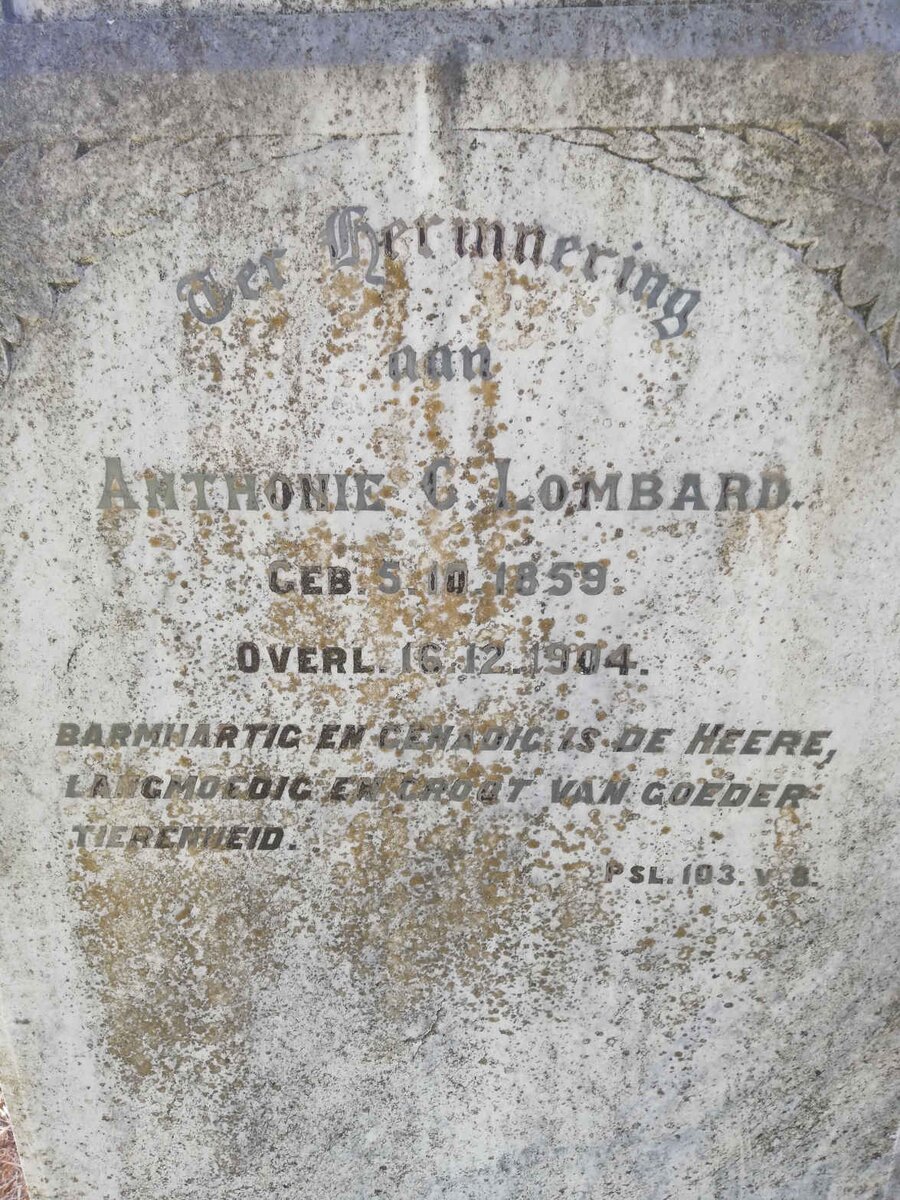 Ter Herinnering
aan
ANTHONIE C. LOMBARD.
GEB. 5.10.1859.
OVERL. 16.12.1904.
BARMHARTIG EN GENADIG IS DE HEERE,
LANGMOEDIG EN GROOT VAN GOEDER-
TIERENHEID.
PSL. 103. V. 8.